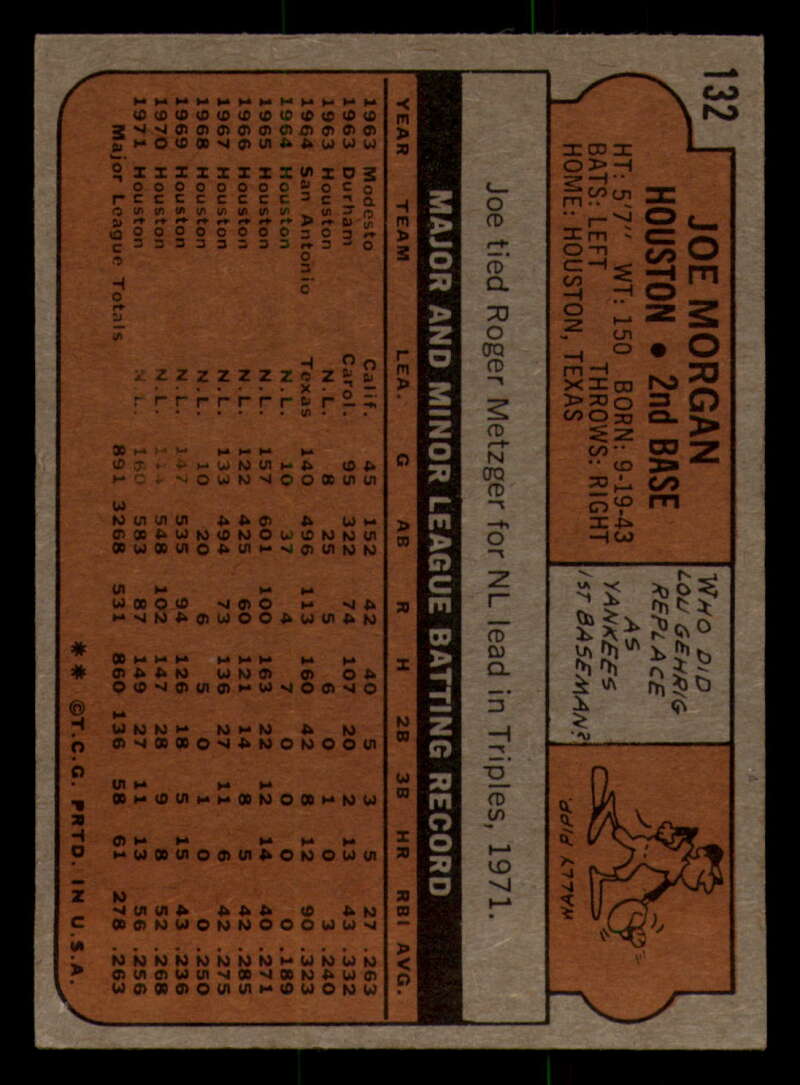 132
JOE MORGAN
HOUSTON • 2nd BASE
HT: 5'7" WT: 150 BORN: 9-19-43
BATS: LEFT THROWS: RIGHT
HOME: HOUSTON, TEXAS
WHO DID
LOU GEHRIG
REPLACE
AS
YANKEES
1ST BASEMAN?
WALLY PIPP.
Joe tied Roger Metzger for NL lead in Triples, 1971.
MAJOR AND MINOR LEAGUE BATTING RECORD
YEAR TEAM LEA. G AB R H 2B 3B HR RBI AVG.
1963 Modesto Calif. 45 152 42 40 5 3 5 27 .263
1963 Durham Carol. 95 322 74 107 20 2 13 43 .332
1963 Houston N.L. 8 25 5 6 0 1 0 3 .240
1964 San Antonio Texas 140 496 113 160 42 8 12 90 .323
1964 Houston N.L. 10 37 4 7 0 0 0 0 .189
1965 Houston N.L. 157 601 100 163 22 12 14 40 .271
1966 Houston N.L. 122 425 60 121 14 8 5 42 .285
1967 Houston N.L. 133 494 73 136 27 11 6 42 .275
1968 Houston N.L. 10 20 6 5 0 1 0 0 .250
1969 Houston N.L. 147 535 94 126 18 5 15 43 .236
1970 Houston N.L. 144 548 102 147 28 9 8 52 .268
1971 Houston N.L. 160 583 87 149 27 11 13 56 .256
Major League Totals 891 3268 531 860 136 58 61 278 .263
** ©T.C.G. PRTD. IN U.S.A.